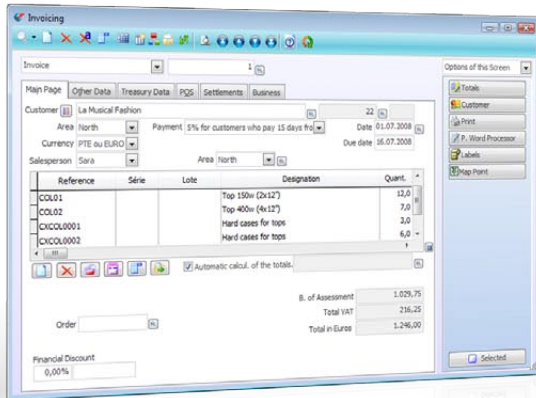 Invoicing
Invoice
1
Options of this Screen
Main Page Other Data Treasury Data POS Settlements Business
Totals
Customer La Musical Fashion 22
Customer
Area North Payment 5% for customers who pay 15 days fro Date 01.07.2008
Print
Currency PTE ou EURO Due date 16.07.2008
P. Word Processor
Salesperson Sara Area North
Labels
Map Point
Reference Série Lote Designation Quant.
COL01 Top 150w (2x12") 12,0
COL02 Top 400w (4x12") 7,0
CXCOL0001 Hard cases for tops 2,0
CXCOL0002 Hard cases for tops 6,0
Automatic calcul. of the totals.
B. of Assessment 1.029,75
Total VAT 216,25
Order Total in Euros 1.246,00
Financial Discount
0,00%
Selected